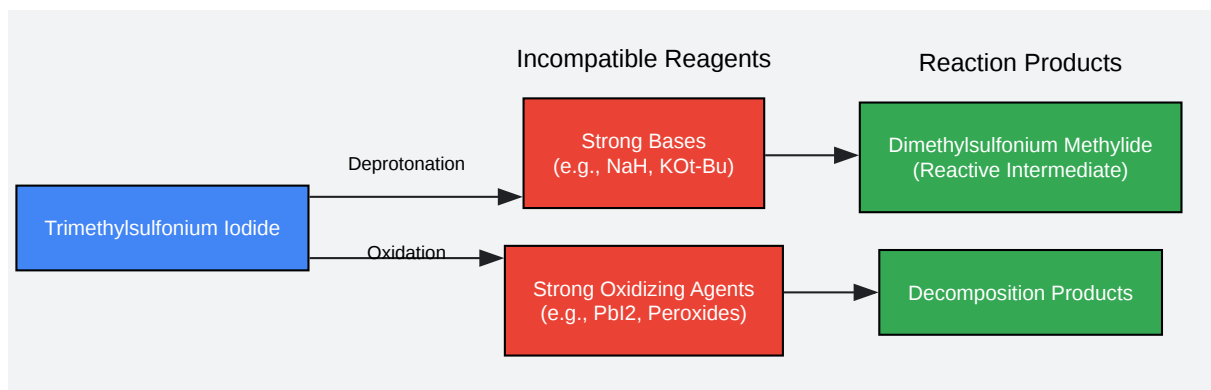 Incompatible Reagents
Reaction Products
Deprotonation
Strong Bases
(e.g., NaH, KOt-Bu)
Dimethylsulfonium Methylide
(Reactive Intermediate)
Trimethylsulfonium Iodide
Oxidation
Strong Oxidizing Agents
(e.g., PbI2, Peroxides)
Decomposition Products